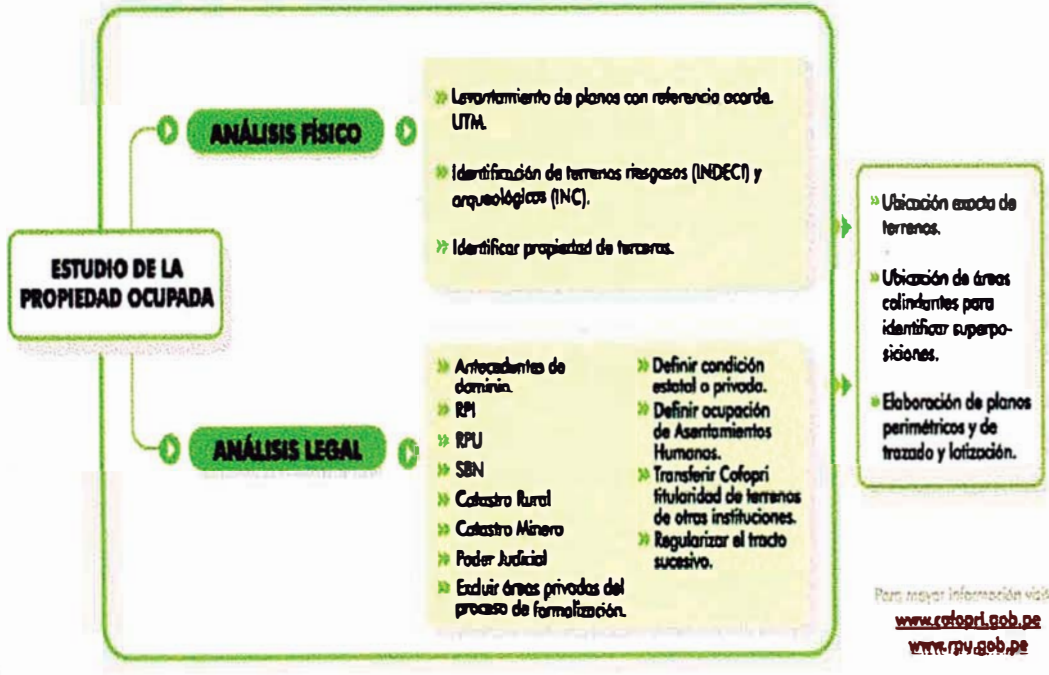 ESTUDIO DE LA
PROPIEDAD OCUPADA
ANÁLISIS FÍSICO
» Levantamiento de planos con referencia acorde.
UTM.
» Identificación de terrenos riesgosos (INDECI) y
arqueológicos (INC).
» Identificar propiedad de terceros.
ANÁLISIS LEGAL
» Antecedentes de
dominio.
» RPI
» RPU
» SBN
» Catastro Rural
» Catastro Minero
» Poder Judicial
» Excluir áreas privadas del
proceso de formalización.
» Definir condición
estatal o privada.
» Definir ocupación
de Asentamientos
Humanos.
» Transferir Cofopri
titularidad de terrenos
de otras instituciones.
» Regularizar el tracto
sucesivo.
» Ubicación exacta de
terrenos.
» Ubicación de áreas
colindantes para
identificar superpo-
siciones.
» Elaboración de planos
perimétricos y de
trazado y lotización.
Para mayor información
www.cofopri.gob.pe
www.rpu.gob.pe